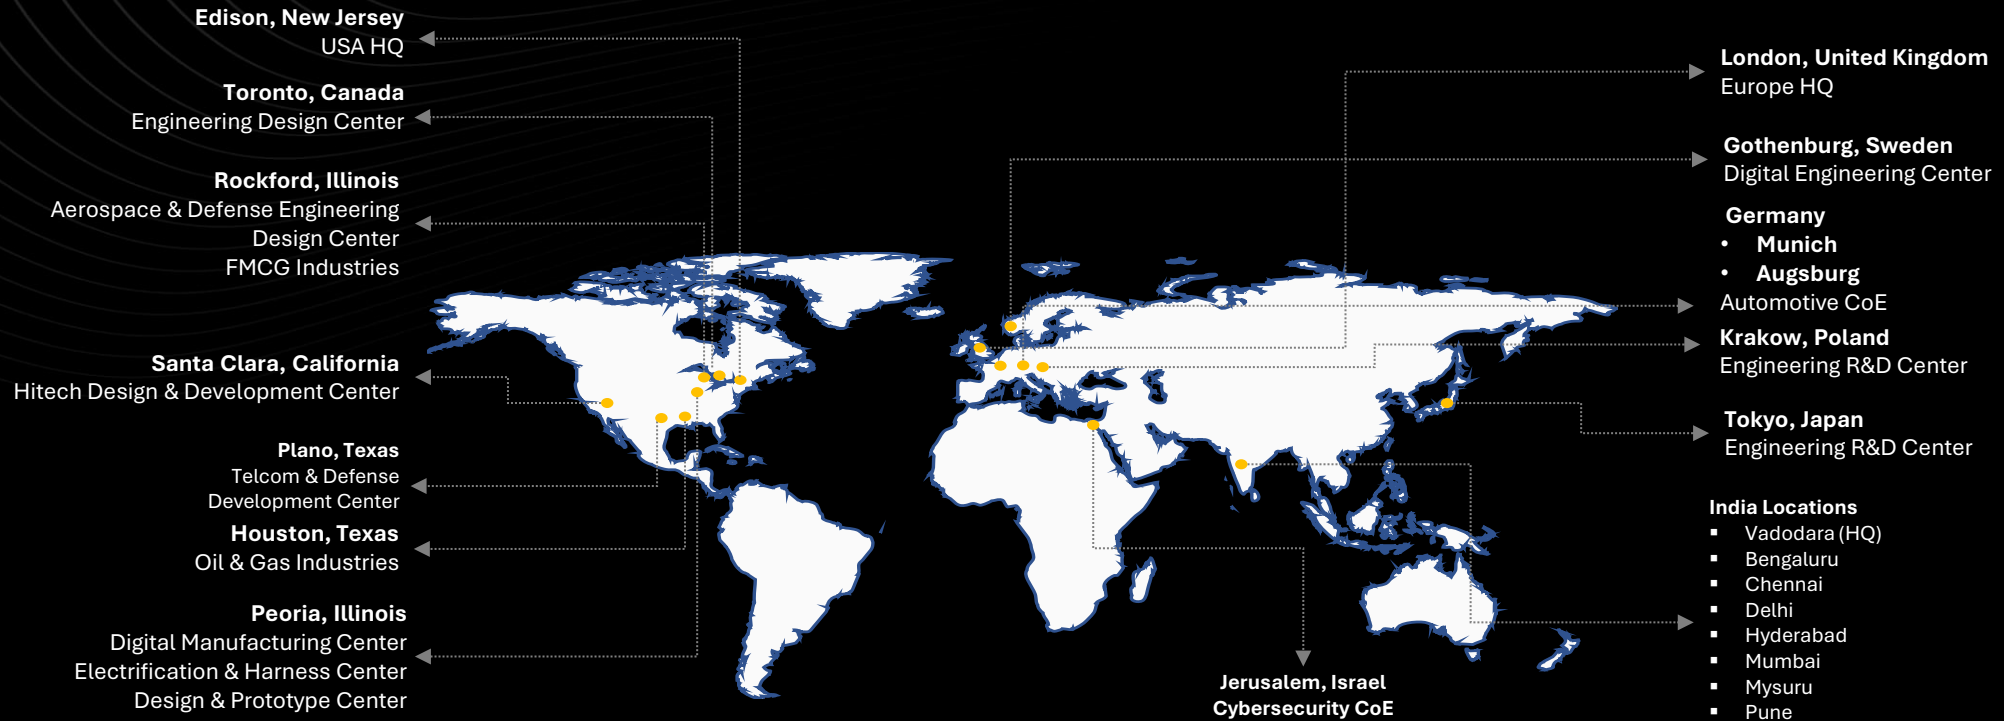 Edison, New Jersey
USA HQ
Toronto, Canada
Engineering Design Center
Rockford, Illinois
Aerospace & Defense Engineering
Design Center
FMCG Industries
Santa Clara, California
Hitech Design & Development Center
Plano, Texas
Telcom & Defense
Development Center
Houston, Texas
Oil & Gas Industries
Peoria, Illinois
Digital Manufacturing Center
Electrification & Harness Center
Design & Prototype Center
London, United Kingdom
Europe HQ
Gothenburg, Sweden
Digital Engineering Center
Germany
• Munich
• Augsburg
Automotive CoE
Krakow, Poland
Engineering R&D Center
Tokyo, Japan
Engineering R&D Center
India Locations
▪ Vadodara (HQ)
▪ Bengaluru
▪ Chennai
▪ Delhi
▪ Hyderabad
▪ Mumbai
▪ Mysuru
▪ Pune
Jerusalem, Israel
Cybersecurity CoE